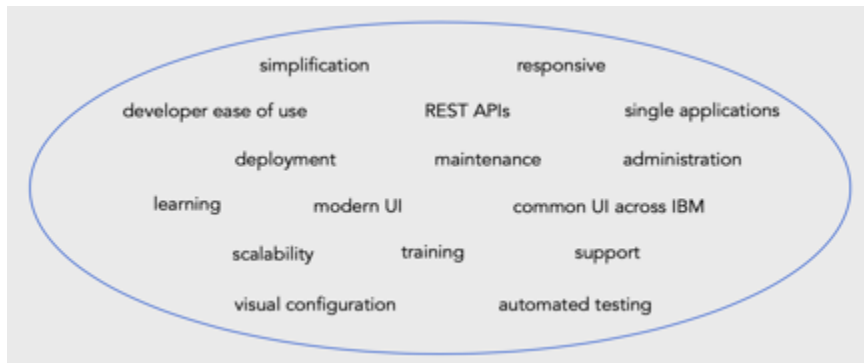 simplification responsive
developer ease of use REST APIs single applications
deployment maintenance administration
learning modern UI common UI across IBM
scalability training support
visual configuration automated testing